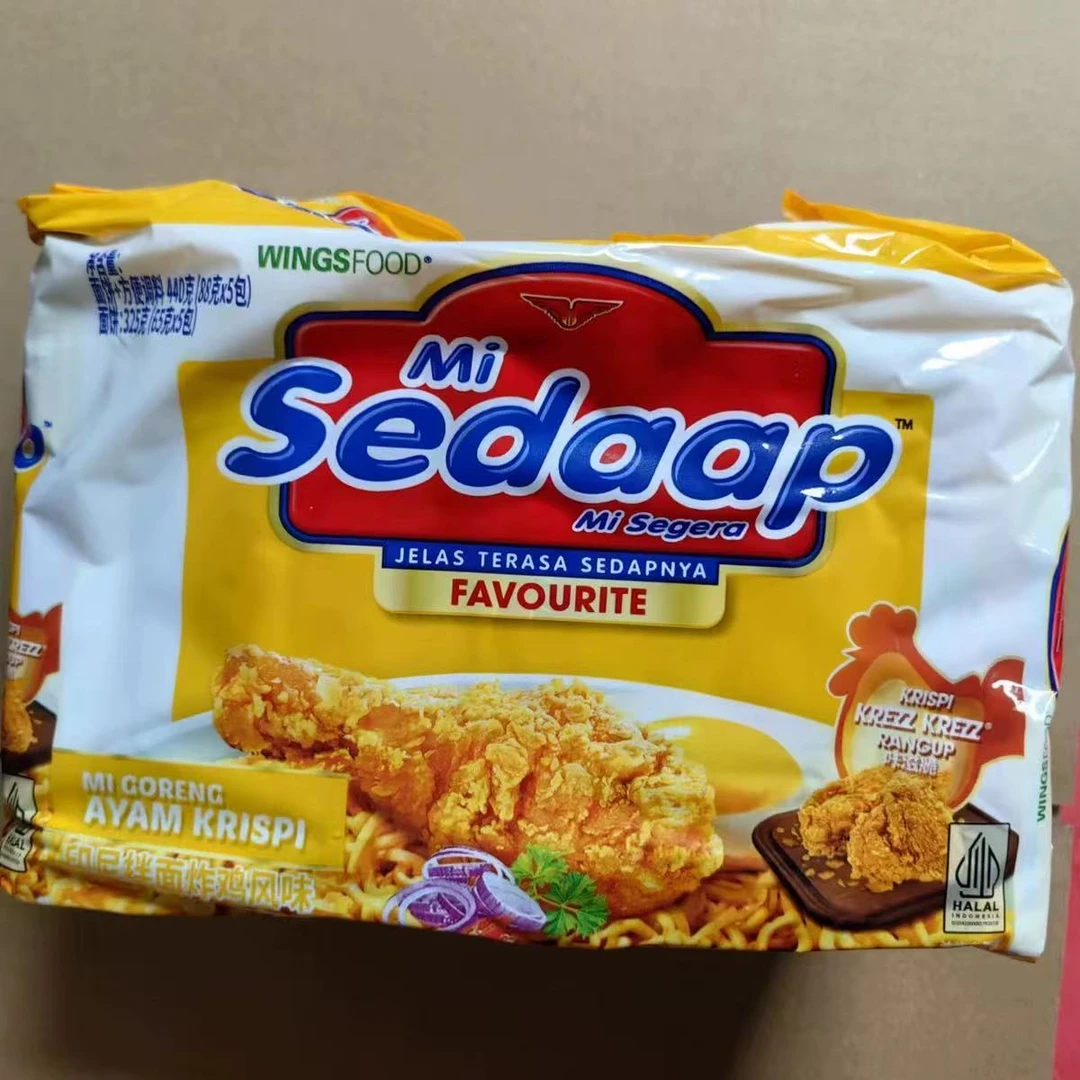 净含量:
面饼+方便调料 440克(88克x5包)
面饼:325克(65克x5包)
WINGSFOOD®
Mi
Sedaap™
Mi Segera
JELAS TERASA SEDAPNYA
FAVOURITE
KRISPI
KREZZ KREZZ®
RANGUP
MI GORENG
AYAM KRISPI
印尼拌面炸鸡风味
HALAL
INDONESIA
HALAL
WINGSFOOD